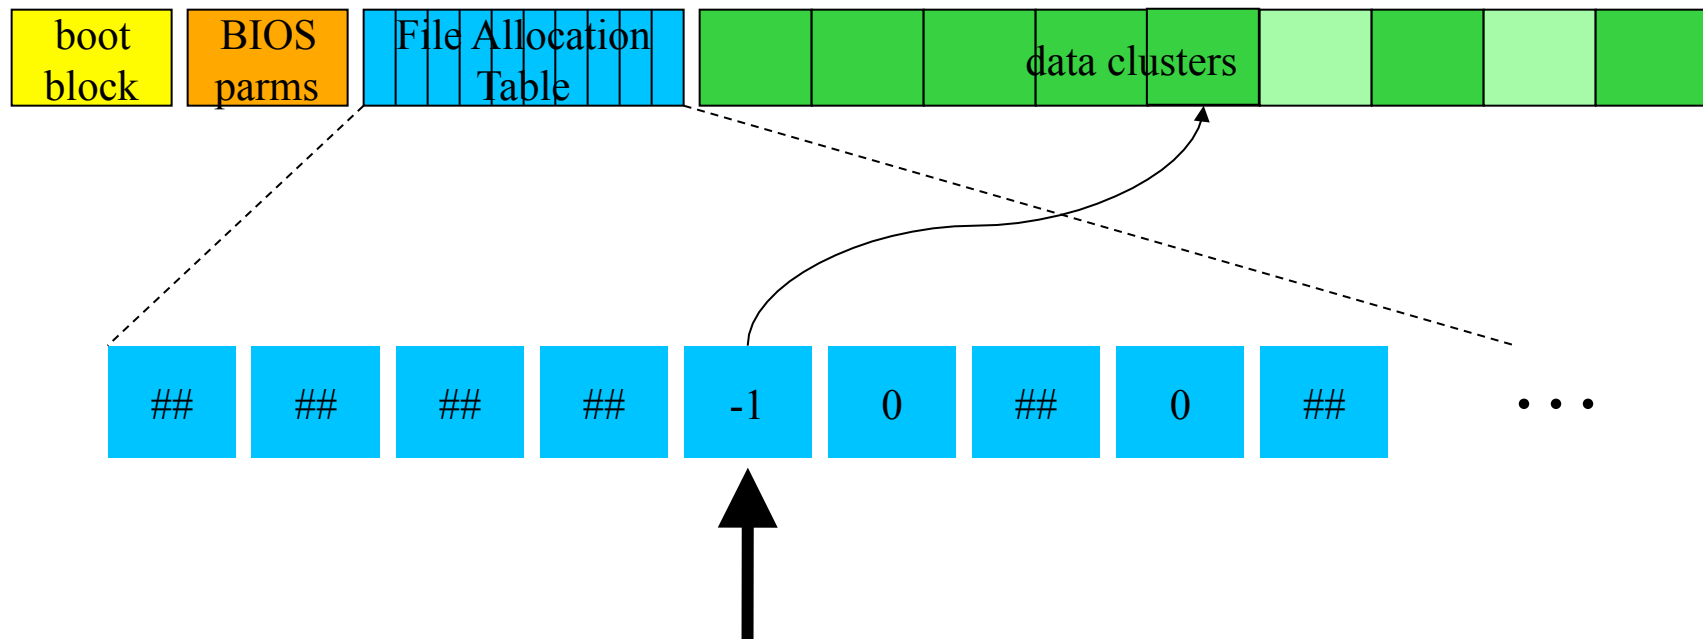 boot
block
BIOS
parms
File Allocation
Table
data clusters
## ## ## ## -1 0 ## 0 ## ...